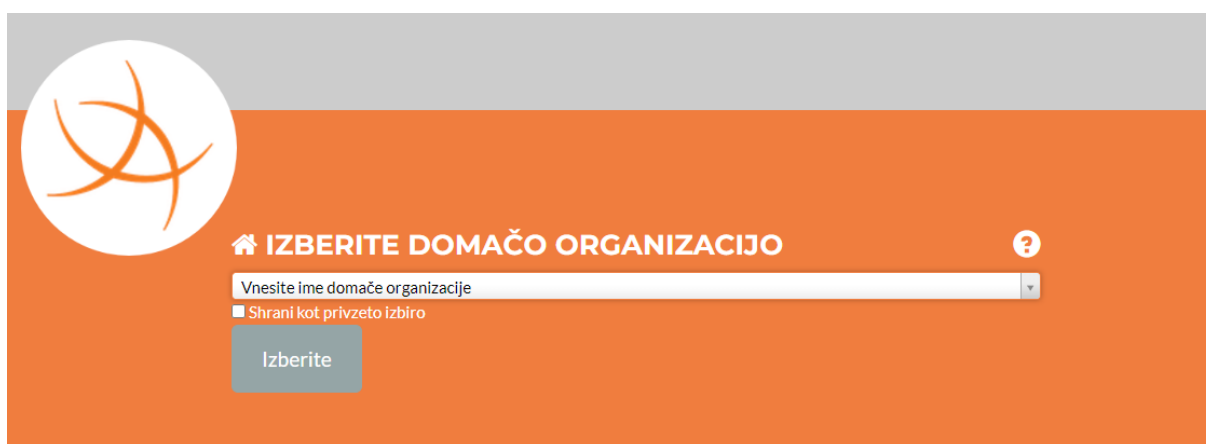 IZBERITE DOMAČO ORGANIZACIJO
Vnesite ime domače organizacije
Shrani kot privzeto izbiro
Izberite